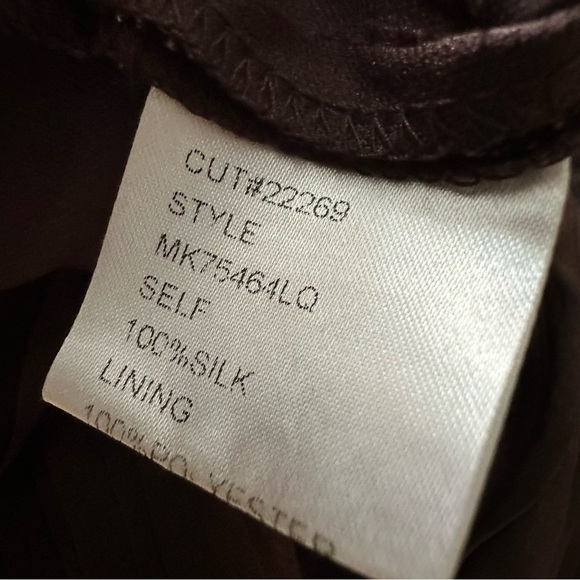 CUT#22269
STYLE
MK75464LQ
SELF
100%SILK
LINING
100%POLYESTER